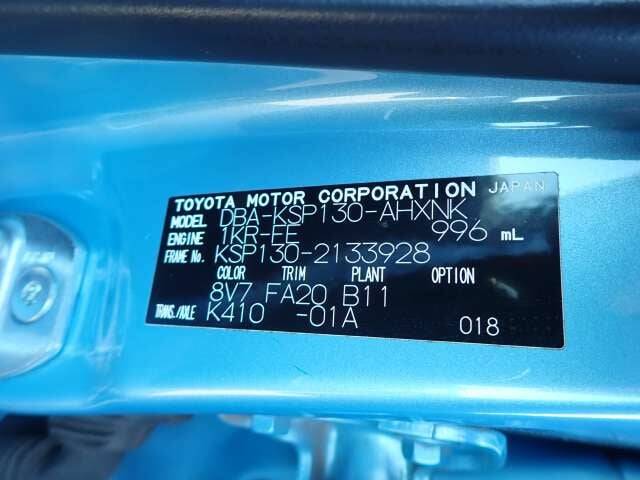 TOYOTA MOTOR CORPORATION JAPAN
MODEL DBA-KSP130-AHXNK
ENGINE 1KR-FE 996 mL
FRAME No. KSP130-2133928
COLOR TRIM PLANT OPTION
8V7 FA20 B11
TRANS./AXLE K410 -01A 018